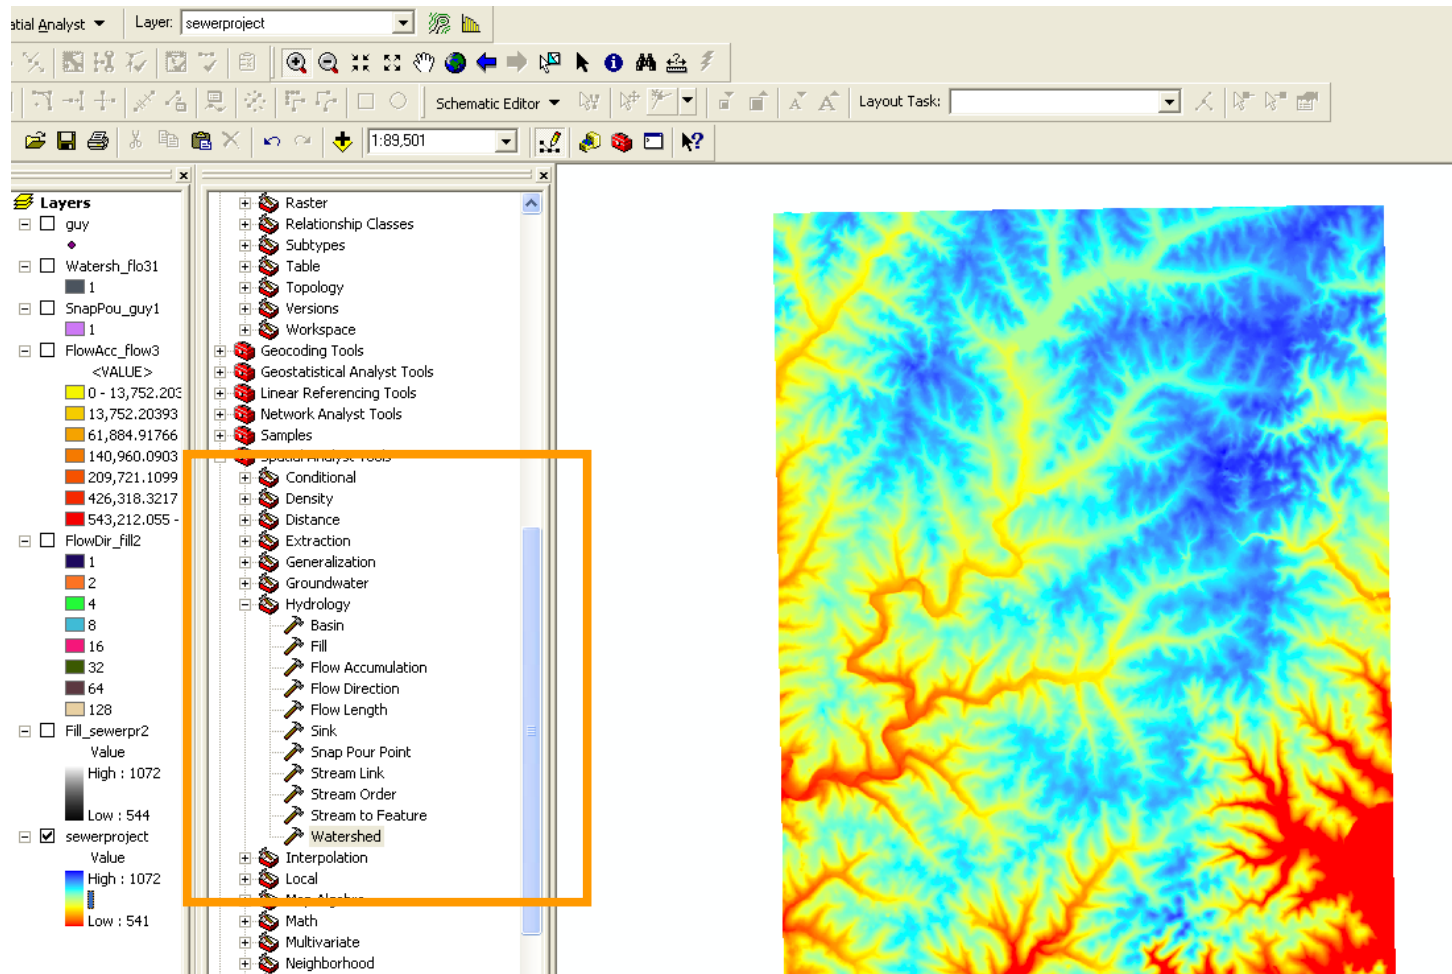 atial Analyst
Layer: sewerproject
Schematic Editor
Layout Task:
1:89,501
Layers
guy
Watersh_flo31
1
SnapPou_guy1
1
FlowAcc_flow3
<VALUE>
0 - 13,752.203
13,752.20393
61,884.91766
140,960.0903
209,721.1099
426,318.3217
543,212.055 -
FlowDir_fill2
1
2
4
8
16
32
64
128
Fill_sewerpr2
Value
High : 1072
Low : 544
sewerproject
Value
High : 1072
Low : 541
Raster
Relationship Classes
Subtypes
Table
Topology
Versions
Workspace
Geocoding Tools
Geostatistical Analyst Tools
Linear Referencing Tools
Network Analyst Tools
Samples
Spatial Analyst Tools
Conditional
Density
Distance
Extraction
Generalization
Groundwater
Hydrology
Basin
Fill
Flow Accumulation
Flow Direction
Flow Length
Sink
Snap Pour Point
Stream Link
Stream Order
Stream to Feature
Watershed
Interpolation
Local
Map Algebra
Math
Multivariate
Neighborhood